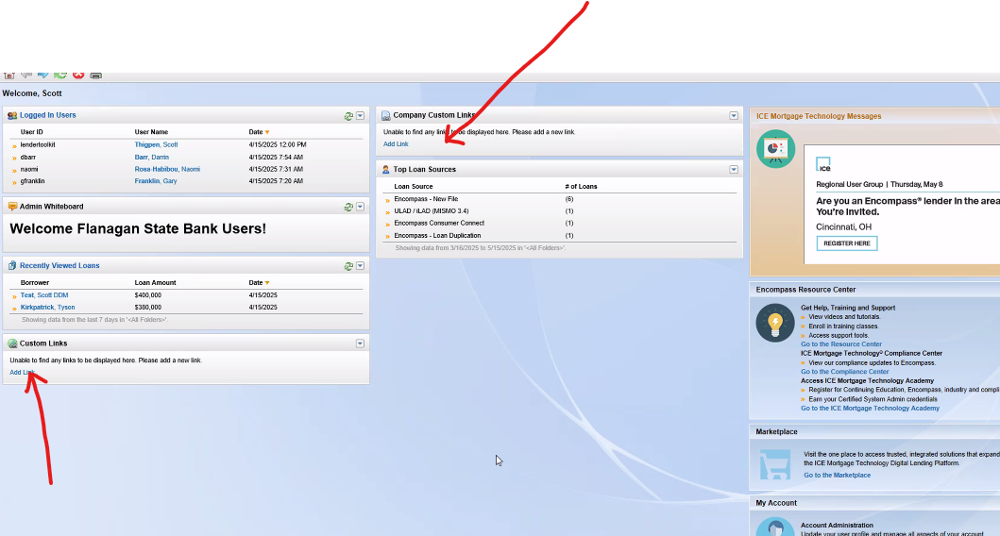 Welcome, Scott
Logged In Users
User ID User Name Date
lendertoolkit Thigpen, Scott 4/15/2025 12:00 PM
dbarr Barr, Darrin 4/15/2025 7:54 AM
naomi Rosa-Habibou, Naomi 4/15/2025 7:31 AM
gfranklin Franklin, Gary 4/15/2025 7:20 AM
Admin Whiteboard
Welcome Flanagan State Bank Users!
Recently Viewed Loans
Borrower Loan Amount Date
Test, Scott DDM $400,000 4/15/2025
Kirkpatrick, Tyson $380,000 4/15/2025
Showing data from the last 7 days in '<All Folders>'.
Custom Links
Unable to find any links to be displayed here. Please add a new link.
Add Link
Company Custom Links
Unable to find any links to be displayed here. Please add a new link.
Add Link
Top Loan Sources
Loan Source # of Loans
Encompass - New File (6)
ULAD / iLAD (MISMO 3.4) (1)
Encompass Consumer Connect (1)
Encompass - Loan Duplication (1)
Showing data from 3/16/2025 to 5/15/2025 in '<All Folders>'.
ICE Mortgage Technology Messages
ice
Regional User Group | Thursday, May 8
Are you an Encompass® lender in the area
You're invited.
Cincinnati, OH
REGISTER HERE
Encompass Resource Center
Get Help, Training and Support
View videos and tutorials.
Enroll in training classes.
Access support tools.
Go to the Resource Center
ICE Mortgage Technology® Compliance Center
View our compliance updates to Encompass.
Go to the Compliance Center
Access ICE Mortgage Technology Academy
Register for Continuing Education, Encompass, industry and compli
Earn your Certified System Admin credentials
Go to the ICE Mortgage Technology Academy
Marketplace
Visit the one place to access trusted, integrated solutions that expand
the ICE Mortgage Technology Digital Lending Platform.
Go to the Marketplace
My Account
Account Administration
Update your user profile and manage all aspects of your account